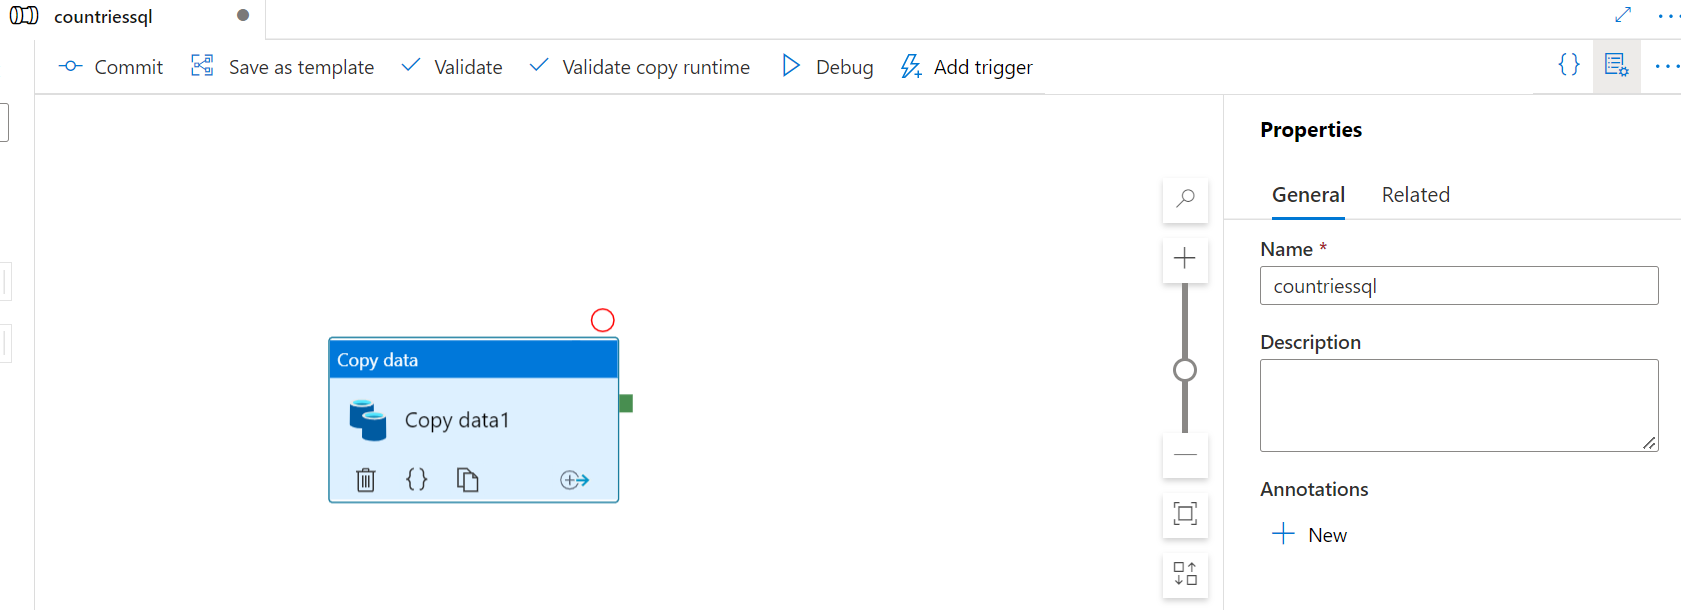 countriessql
Commit Save as template Validate Validate copy runtime Debug Add trigger
Properties
General Related
Name *
countriessql
Description
Annotations
New
Copy data
Copy data1